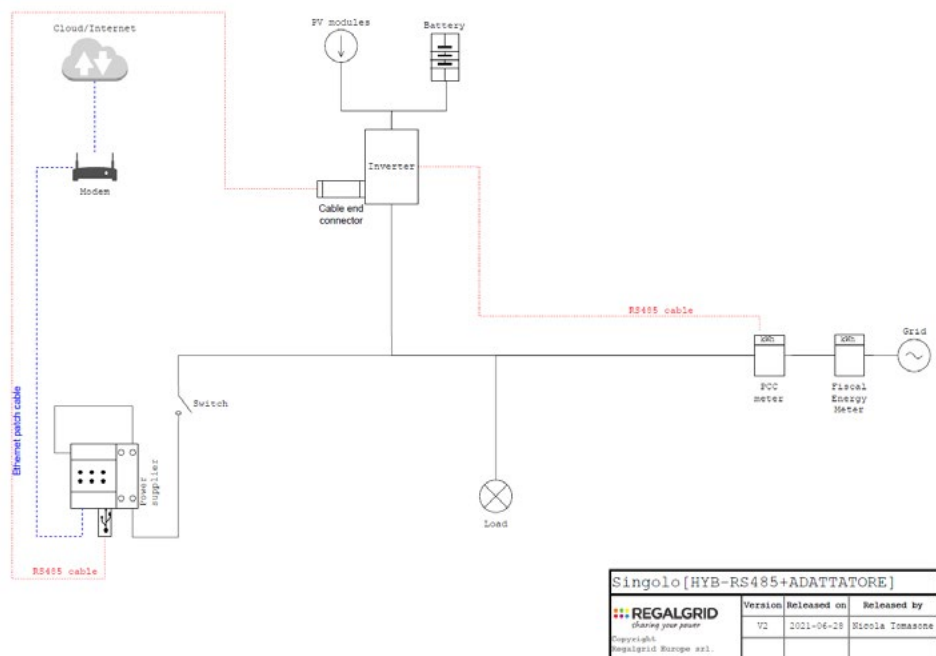 Cloud/Internet
PV modules
Battery
Inverter
Modem
Cable end
connector
RS485 cable
kWh
kWh
Grid
PCC
meter
Fiscal
Energy
Meter
Switch
Ethernet patch cable
Power
supplier
Load
RS485 cable
Singolo[HYB-RS485+ADATTATORE]
REGALGRID
sharing your power
Copyright
Regalgrid Europe srl.
Version Released on Released by
V2 2021-06-28 Nicola Tomasone